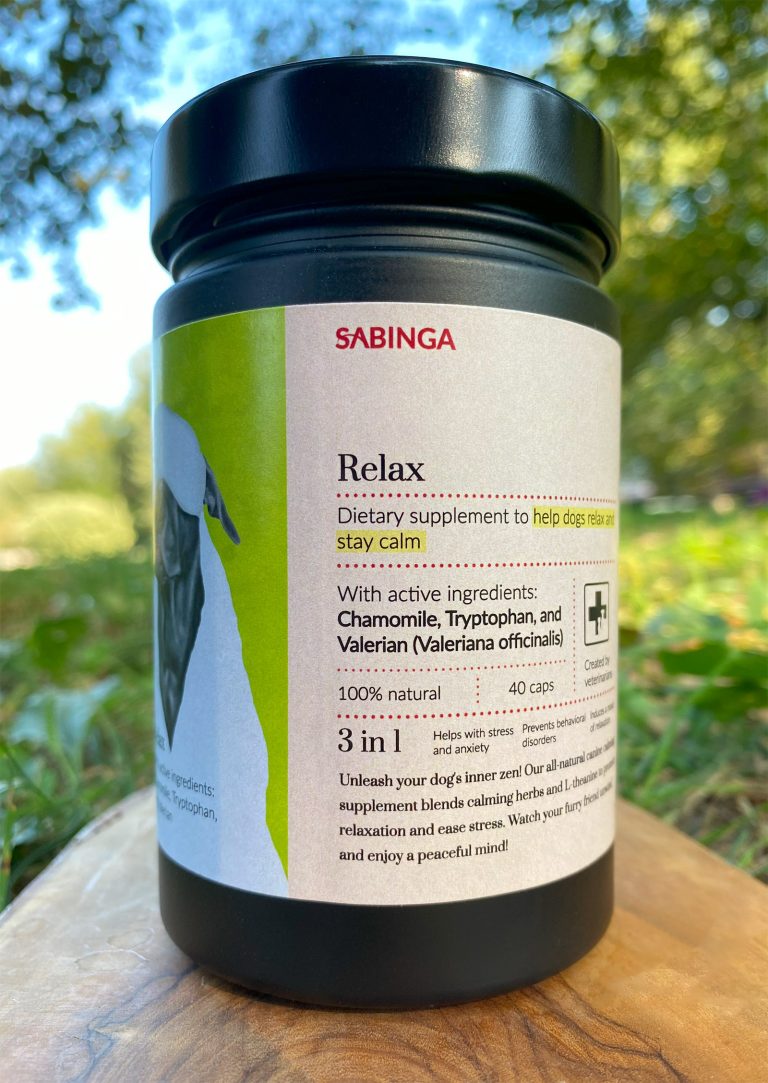 SABINGA
Relax
Dietary supplement to help dogs relax and
stay calm
With active ingredients:
Chamomile, Tryptophan, and
Valerian (Valeriana officinalis)
Created by
veterinarians
100% natural
40 caps
3 in 1
Helps with stress
and anxiety
Prevents behavioral
disorders
Induces a
of relaxation
Unleash your dog's inner zen! Our all-natural canine
supplement blends calming herbs and L-theanine to
relaxation and ease stress. Watch your furry friend
and enjoy a peaceful mind!
ingredients:
Tryptophan,